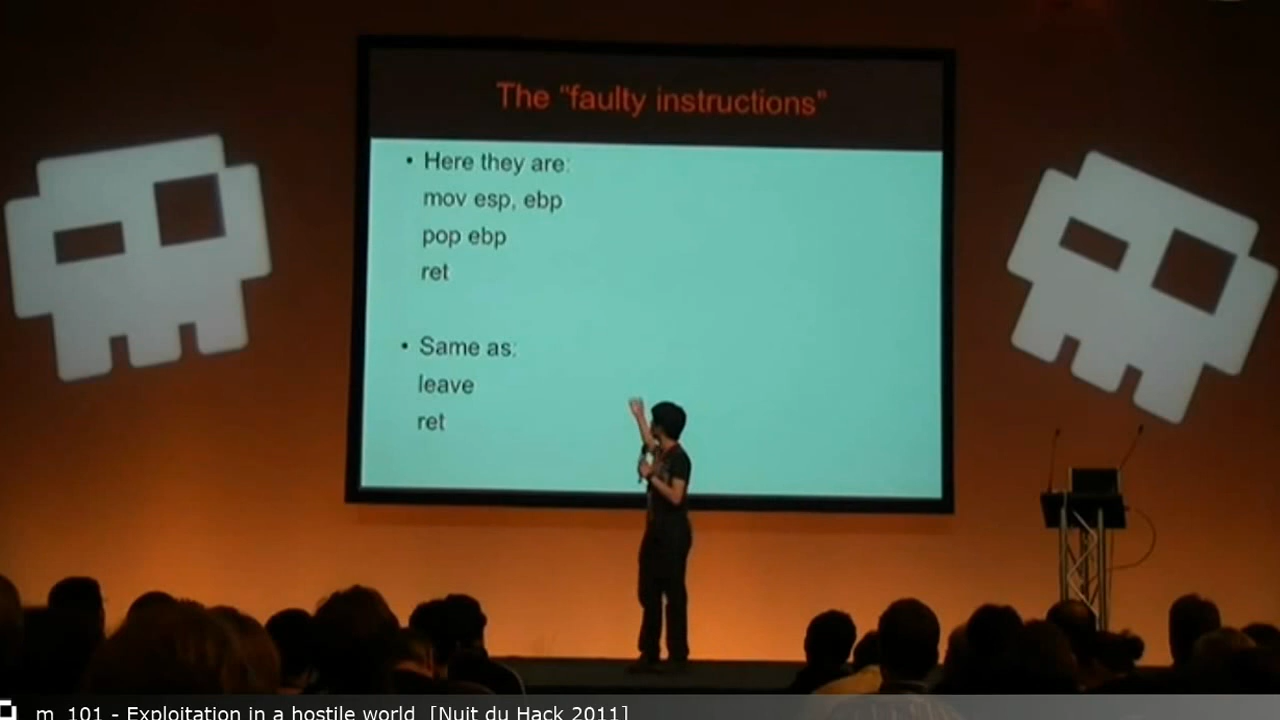 The "faulty instructions"
• Here they are:
mov esp, ebp
pop ebp
ret
• Same as:
leave
ret
m_101 - Exploitation in a hostile world [Nuit du Hack 2011]